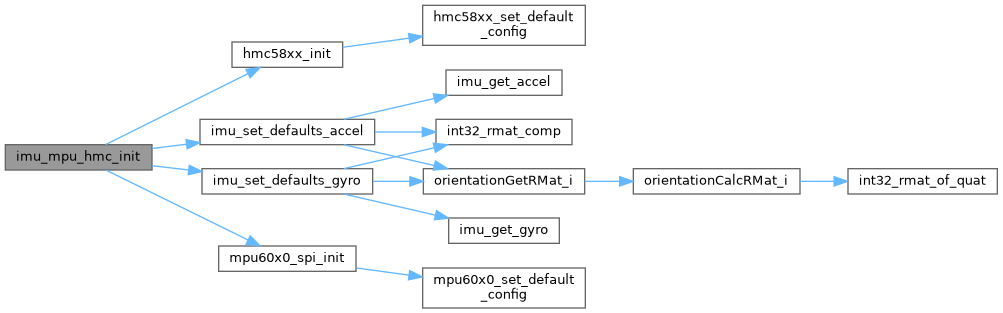 hmc58xx_set_default
_config
hmc58xx_init
imu_get_accel
imu_set_defaults_accel
int32_rmat_comp
imu_mpu_hmc_init
imu_set_defaults_gyro
orientationGetRMat_i
orientationCalcRMat_i
int32_rmat_of_quat
imu_get_gyro
mpu60x0_spi_init
mpu60x0_set_default
_config